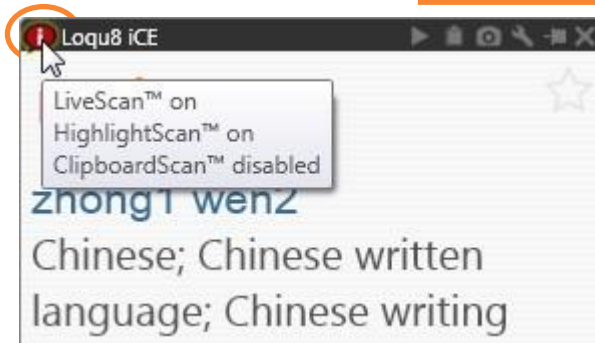 Loqu8 iCE
LiveScan™ on
HighlightScan™ on
ClipboardScan™ disabled
zhong1 wen2
Chinese; Chinese written
language; Chinese writing